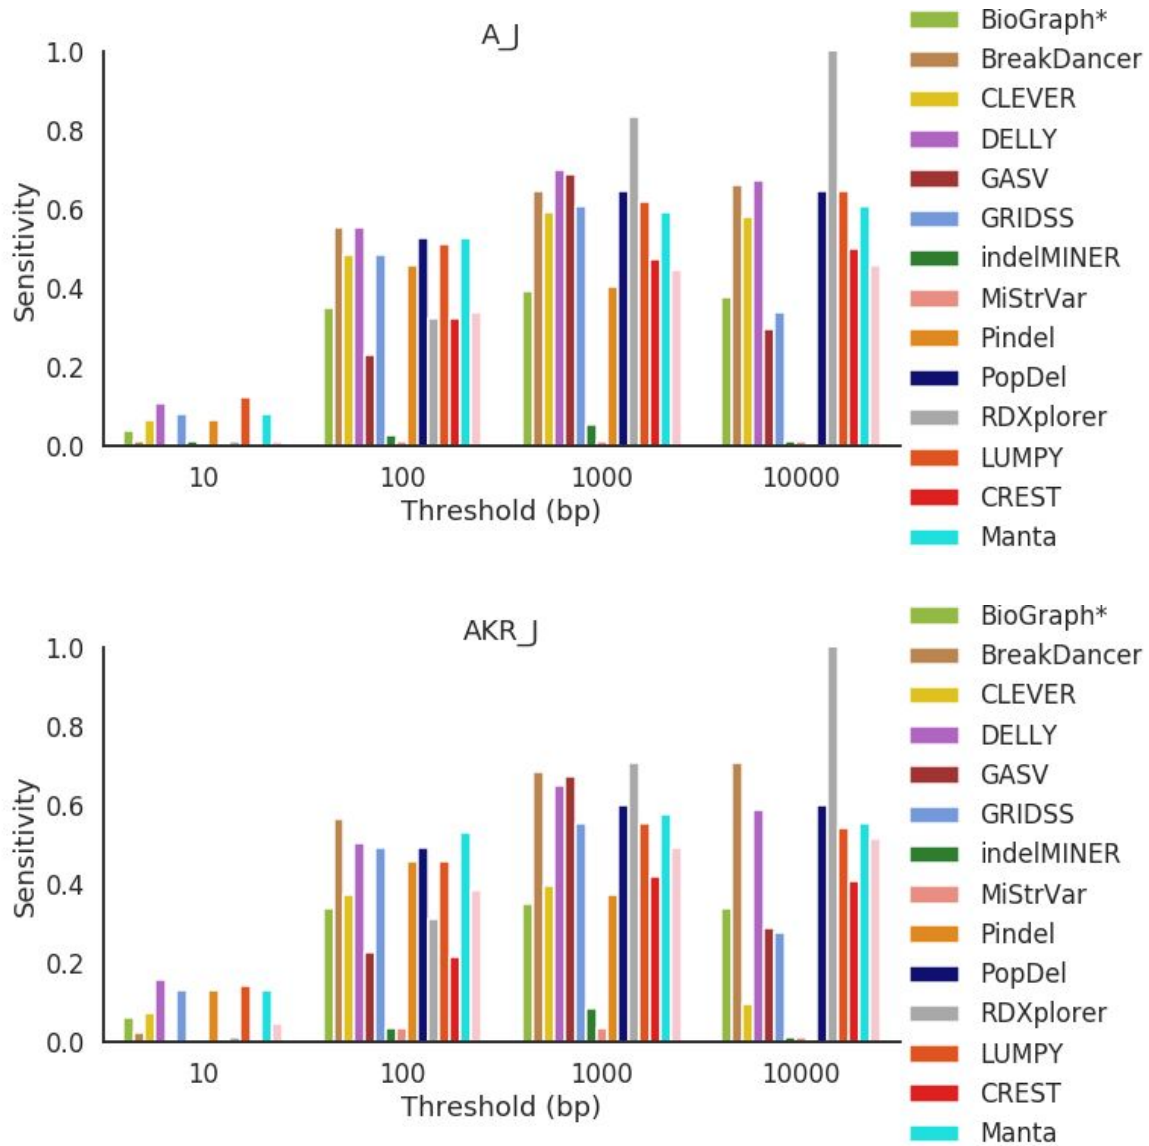 A_J
1.0
0.8
0.6
0.4
0.2
0.0
Sensitivity
10 100 1000 10000
Threshold (bp)
BioGraph*
BreakDancer
CLEVER
DELLY
GASV
GRIDSS
indelMINER
MiStrVar
Pindel
PopDel
RDXplorer
LUMPY
CREST
Manta
AKR_J
1.0
0.8
0.6
0.4
0.2
0.0
Sensitivity
10 100 1000 10000
Threshold (bp)
BioGraph*
BreakDancer
CLEVER
DELLY
GASV
GRIDSS
indelMINER
MiStrVar
Pindel
PopDel
RDXplorer
LUMPY
CREST
Manta